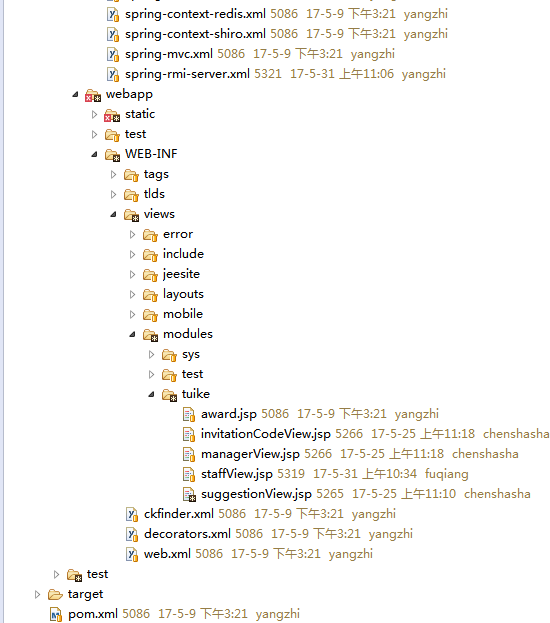 spring-context-redis.xml 5086 17-5-9 下午3:21 yangzhi
spring-context-shiro.xml 5086 17-5-9 下午3:21 yangzhi
spring-mvc.xml 5086 17-5-9 下午3:21 yangzhi
spring-rmi-server.xml 5321 17-5-31 上午11:06 yangzhi
webapp
static
test
WEB-INF
tags
tlds
views
error
include
jeesite
layouts
mobile
modules
sys
test
tuike
award.jsp 5086 17-5-9 下午3:21 yangzhi
invitationCodeView.jsp 5266 17-5-25 上午11:18 chenshasha
managerView.jsp 5266 17-5-25 上午11:18 chenshasha
staffView.jsp 5319 17-5-31 上午10:34 fuqiang
suggestionView.jsp 5265 17-5-25 上午11:10 chenshasha
ckfinder.xml 5086 17-5-9 下午3:21 yangzhi
decorators.xml 5086 17-5-9 下午3:21 yangzhi
web.xml 5086 17-5-9 下午3:21 yangzhi
test
target
pom.xml 5086 17-5-9 下午3:21 yangzhi